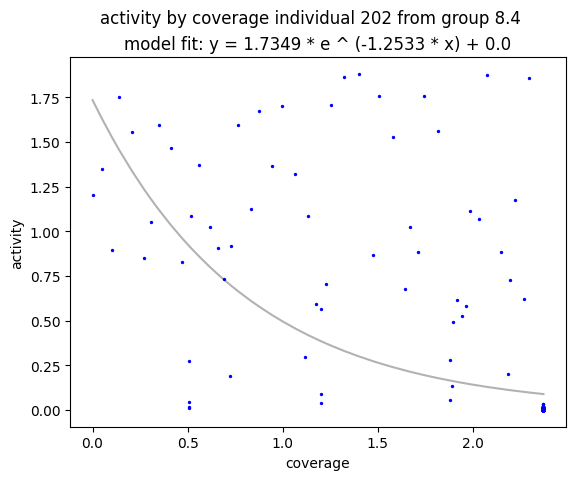 activity by coverage individual 202 from group 8.4
model fit: y = 1.7349 * e ^ (-1.2533 * x) + 0.0
1.75
1.50
1.25
1.00
0.75
0.50
0.25
0.00
activity
0.0 0.5 1.0 1.5 2.0
coverage